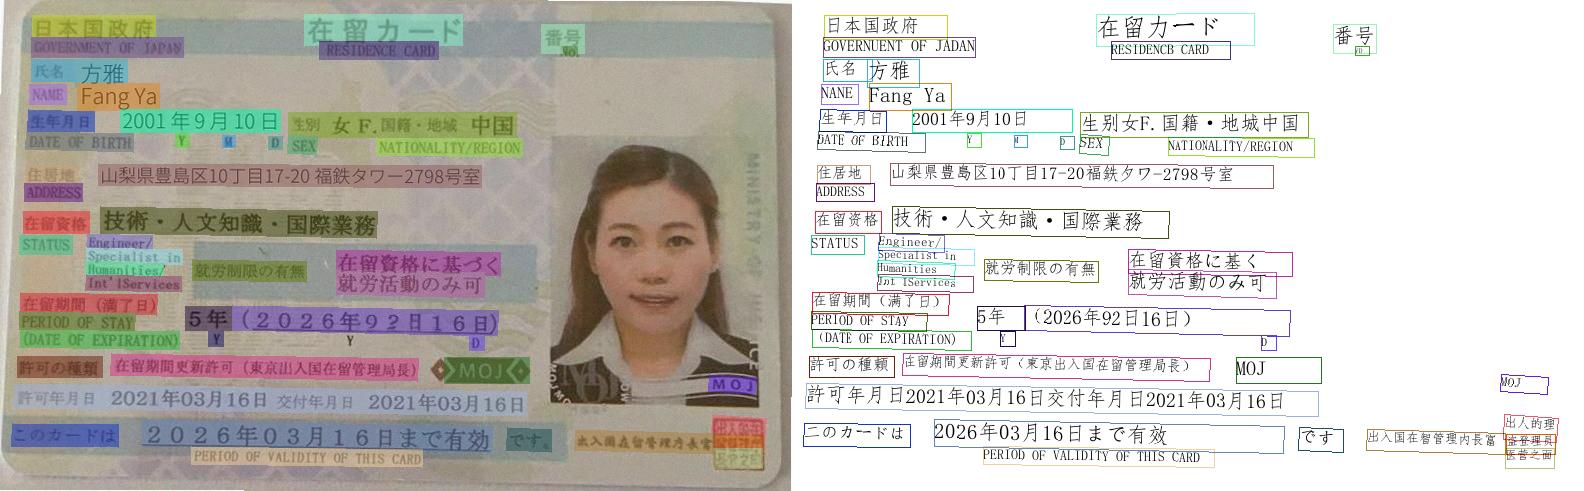 日本国政府
GOVERNMENT OF JAPAN
在留カード
RESIDENCE CARD
番号
No.
氏名 方雅
NAME Fang Ya
生年月日 2001年9月10日 性別 女 F. 国籍・地域 中国
DATE OF BIRTH Y M D SEX NATIONALITY/REGION
住居地 山梨県豊島区10丁目17-20 福鉄タワー2798号室
ADDRESS
在留資格 技術・人文知識・国際業務
STATUS Engineer/
Specialist in
Humanities/
Int'lServices
就労制限の有無
在留資格に基づく
就労活動のみ可
在留期間(満了日)
PERIOD OF STAY
(DATE OF EXPIRATION)
5年(2026年92日16日)
Y Y D
許可の種類 在留期間更新許可(東京出入国在留管理局長) MOJ
MOJ
許可年月日 2021年03月16日 交付年月日 2021年03月16日
このカードは 2026年03月16日まで有効 です。
PERIOD OF VALIDITY OF THIS CARD
出入国在留管理庁長官
日本国政府
GOVERNUENT OF JADAN
在留カード
RESIDENCB CARD
番号
氏名 方雅
NANE Fang Ya
生年月日 2001年9月10日 生别女F.国籍・地域中国
DATE OF BIRTH Y M D SEX NATIONALITY/REGION
住居地 山梨県豊島区10丁目17-20福鉄タワー2798号室
ADDRESS
在留资格 技術・人文知識・国際業務
STATUS Engineer/
Specialist in
Humanities
Int lServices
就労制限の有無
在留資格に基く
就労活動のみ可
在留期間(満了日)
PERIOD OF STAY
(DATE OF EXPIRATION)
5年 (2026年92日16日)
Y D
許可の種類 在留期間更新許可(東京出入国在留管理局長) MOJ
MOJ
許可年月日2021年03月16日交付年月日2021年03月16日
二のカードは 2026年03月16日まで有効 です
PERIOD OF VALIDITY OF THIS CARD
出入国在智管理内長富
出人的理
盗登理員
医营之面